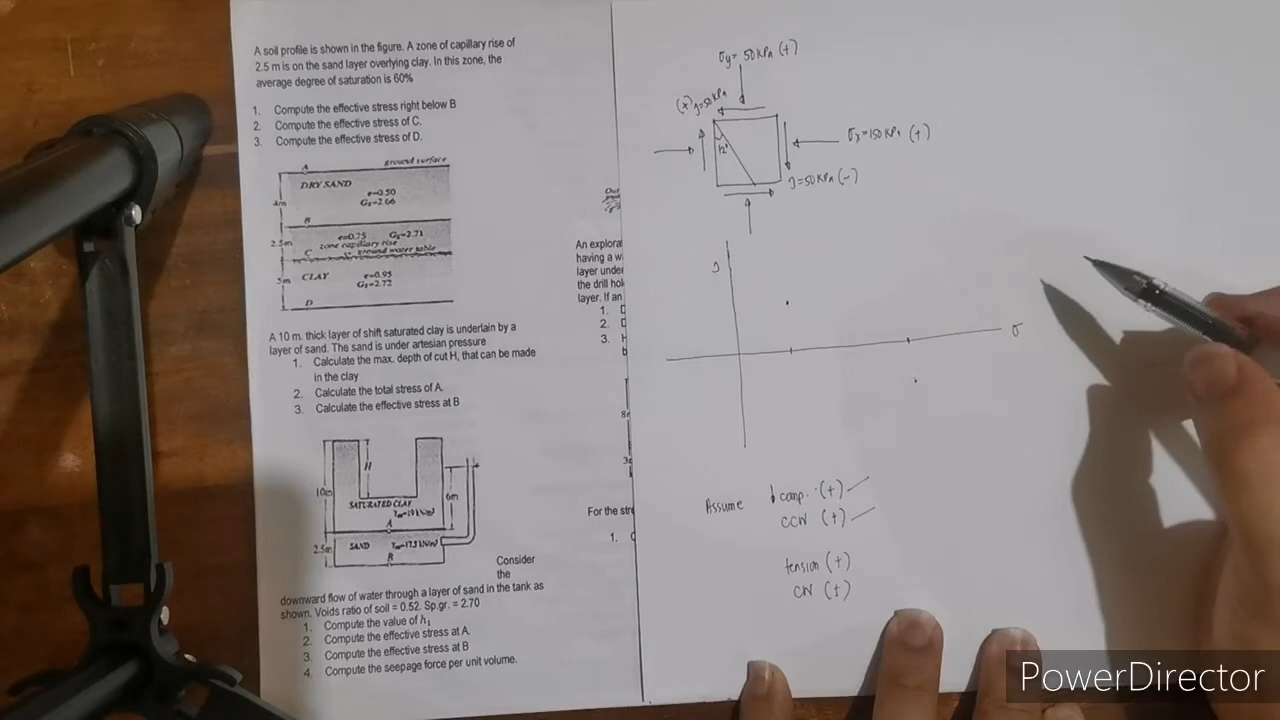 A soil profile is shown in the figure. A zone of capillary rise of
2.5 m is on the sand layer overlying clay. In this zone, the
average degree of saturation is 60%
1. Compute the effective stress right below B
2. Compute the effective stress of C.
3. Compute the effective stress of D.
A
ground surface
DRY SAND
e=0.50
4m
Gs=2.66
B
e=0.75 Gs=2.71
2.5m
zone capillary rise
C
ground water table
CLAY
e=0.95
5m
Gs=2.72
D
A 10 m. thick layer of shift saturated clay is underlain by a
layer of sand. The sand is under artesian pressure
1. Calculate the max. depth of cut H, that can be made
in the clay
2. Calculate the total stress of A.
3. Calculate the effective stress at B
H
10m
6m
SATURATED CLAY
A
2.5m
SAND
B
Consider
the
downward flow of water through a layer of sand in the tank as
shown. Voids ratio of soil = 0.52. Sp.gr. = 2.70
1. Compute the value of h1
2. Compute the effective stress at A.
3. Compute the effective stress at B
4. Compute the seepage force per unit volume.
An explora
having a w
layer under
the drill hol
layer. If an
1.
2.
3.
For the str
1.
σy = 50 kPa (+)
σx = 150 kPa (+)
σ
Assume
comp. (+)
CCW (+)
tension (+)
CW (+)
PowerDirector